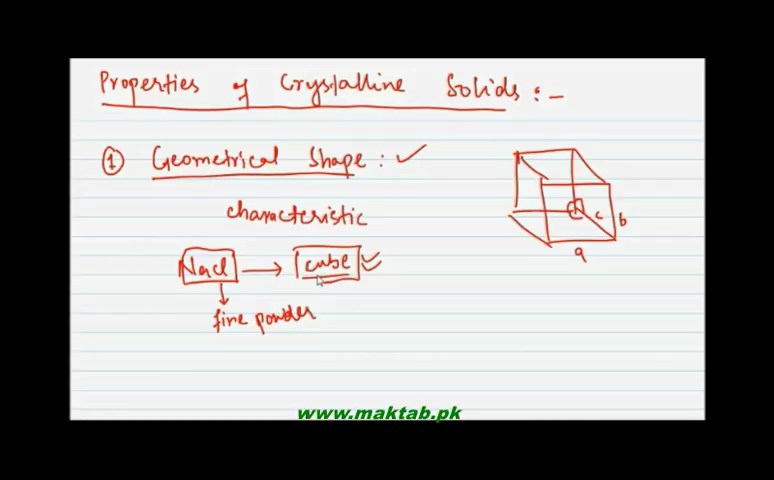 Properties of Crystalline Solids :-
① Geometrical Shape : ✓
characteristic
NaCl → cube ✓
↓
fine powder
c b
a
www.maktab.pk